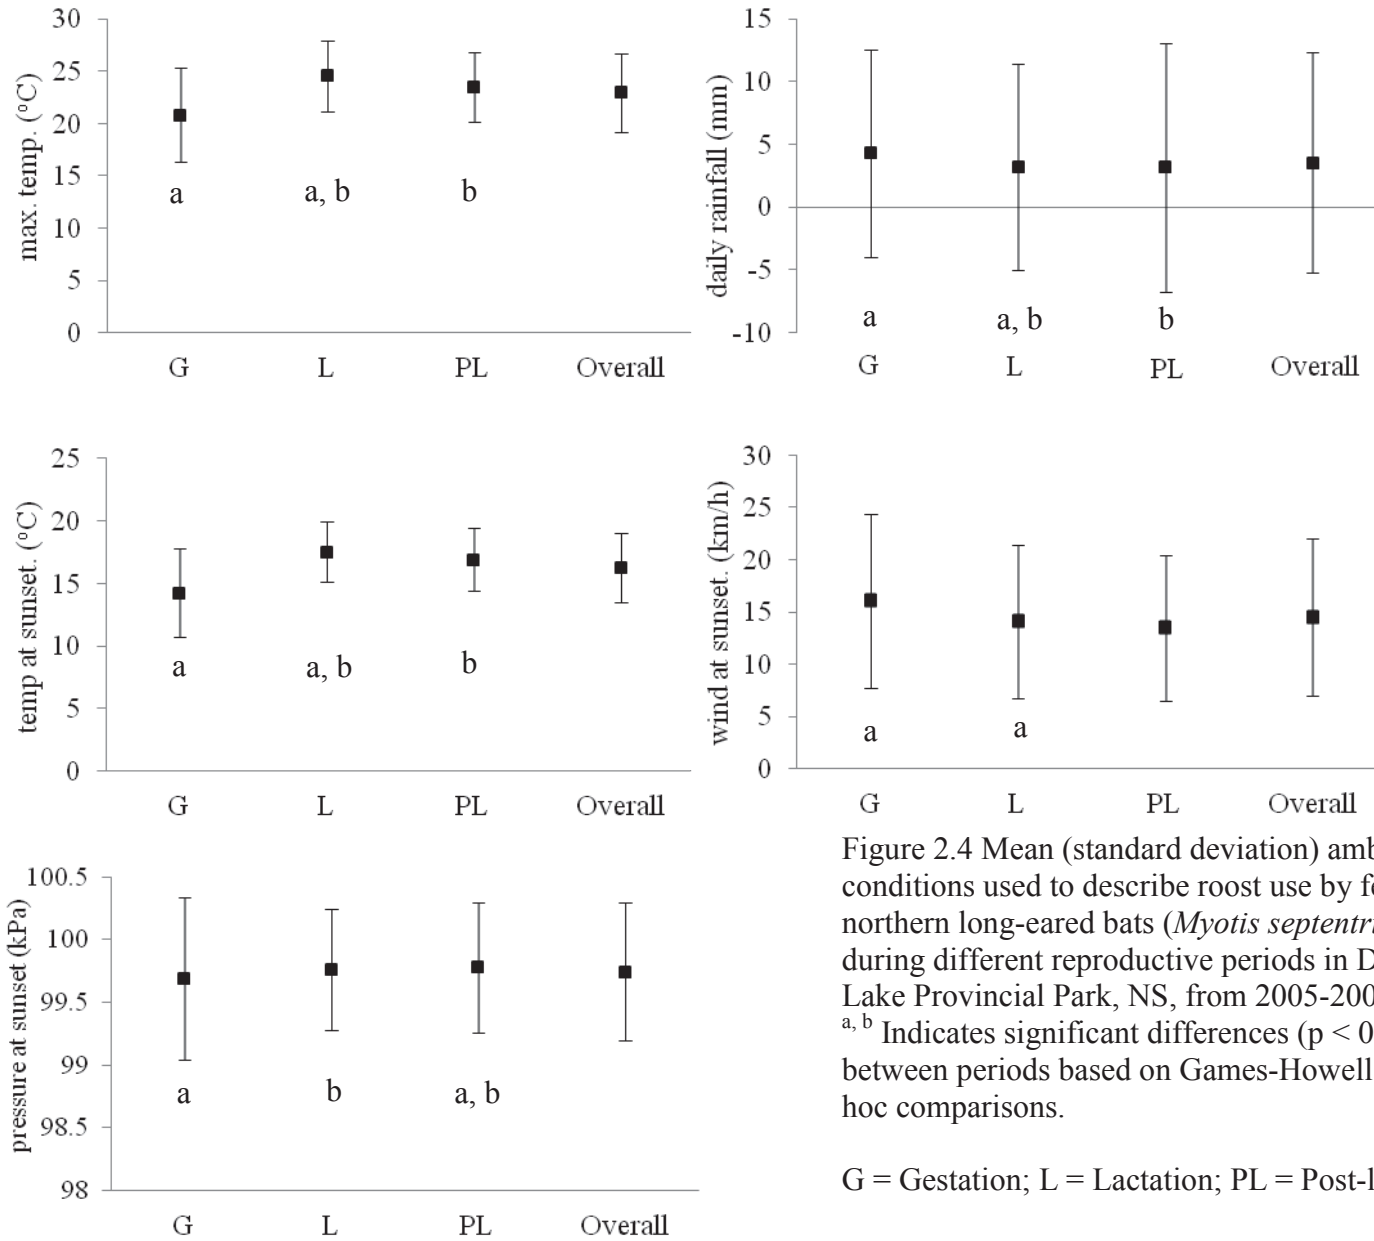 max. temp. (°C)
30
25
20
15
10
5
0
a
a, b
b
G
L
PL
Overall
daily rainfall (mm)
15
10
5
0
-5
-10
a
a, b
b
G
L
PL
Overall
temp at sunset. (°C)
25
20
15
10
5
0
a
a, b
b
G
L
PL
Overall
wind at sunset. (km/h)
30
25
20
15
10
5
0
a
a
G
L
PL
Overall
pressure at sunset (kPa)
100.5
100
99.5
99
98.5
98
a
b
a, b
G
L
PL
Overall
Figure 2.4 Mean (standard deviation) amb
conditions used to describe roost use by fe
northern long-eared bats (Myotis septentri
during different reproductive periods in D
Lake Provincial Park, NS, from 2005-200
a, b Indicates significant differences (p < 0
between periods based on Games-Howell
hoc comparisons.
G = Gestation; L = Lactation; PL = Post-l